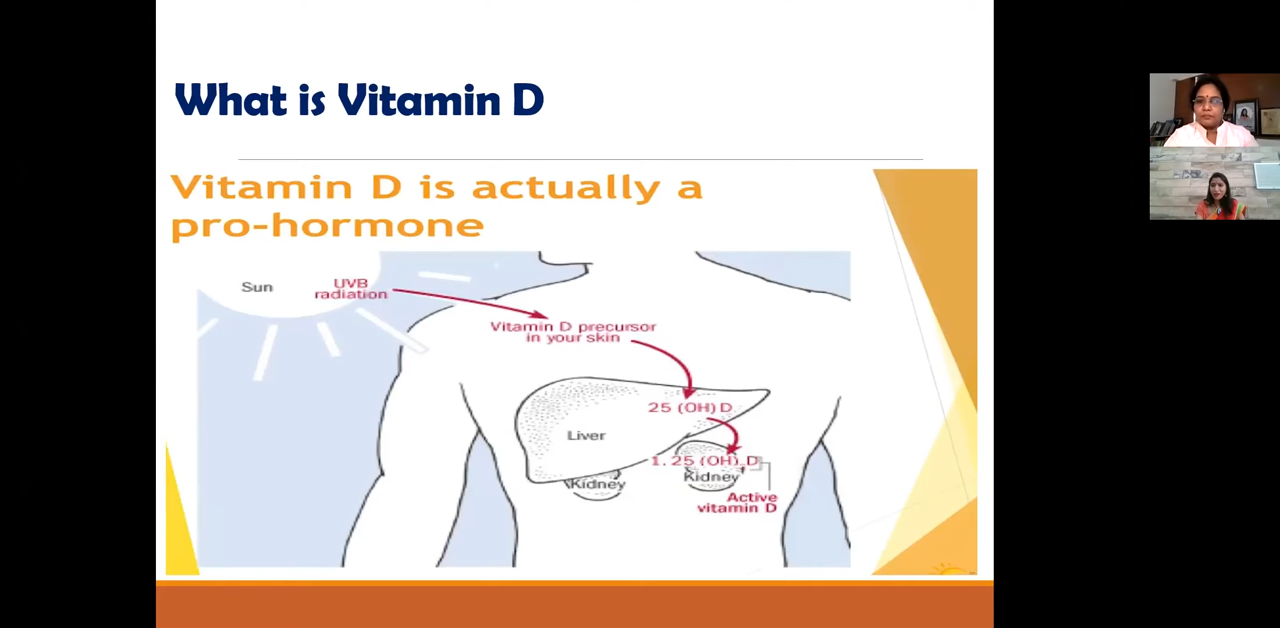 What is Vitamin D
Vitamin D is actually a
pro-hormone
Sun
UVB
radiation
Vitamin D precursor
in your skin
25 (OH) D
Liver
1.25 (OH) D
Kidney
Kidney
Active
vitamin D